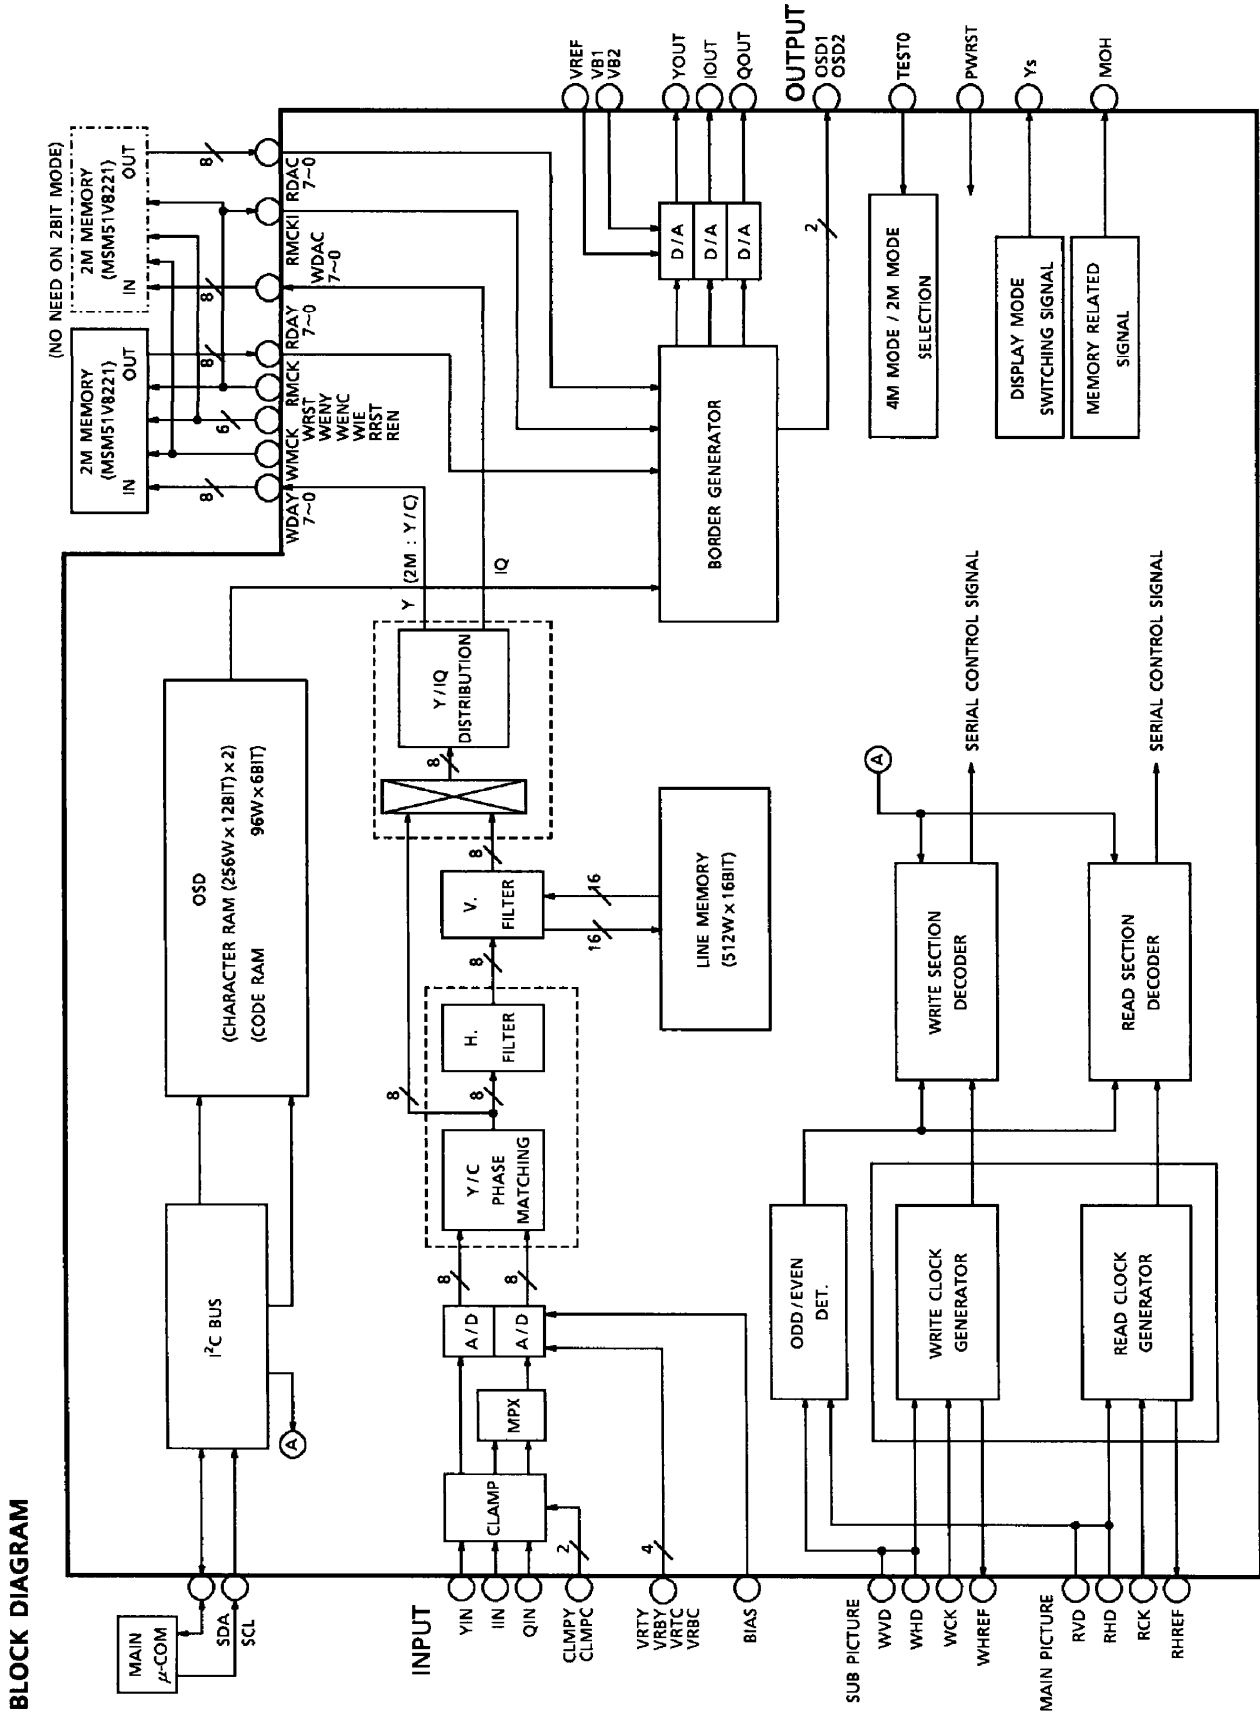 BLOCK DIAGRAM
MAIN
μ-COM
SDA
SCL
I²C BUS
A
OSD
(CHARACTER RAM (256W x 12BIT) x 2)
(CODE RAM 96W x 6BIT)
(NO NEED ON 2BIT MODE)
2M MEMORY
(MSM51V8221)
IN
OUT
2M MEMORY
(MSM51V8221)
IN
OUT
8
6
8
8
8
WDAY
7~0
WMCK
WRST
WENY
WENC
WIE
RRST
REN
RMCK
RDAY
7~0
WDAC
7~0
RMCKI
RDAC
7~0
INPUT
YIN
IIN
QIN
CLMPY
CLMPC
2
VRTY
VRBY
VRTC
VRBC
4
BIAS
CLAMP
MPX
A/D
A/D
8
8
Y/C
PHASE
MATCHING
8
8
H.
FILTER
8
V.
FILTER
8
16
16
LINE MEMORY
(512W x 16BIT)
8
Y/IQ
DISTRIBUTION
Y (2M : Y/C)
IQ
BORDER GENERATOR
D/A
D/A
D/A
2
VREF
VB1
VB2
YOUT
IOUT
QOUT
OUTPUT
OSD1
OSD2
TEST0
PWRST
Ys
MOH
4M MODE / 2M MODE
SELECTION
DISPLAY MODE
SWITCHING SIGNAL
MEMORY RELATED
SIGNAL
SUB PICTURE
WVD
WHD
WCK
WHREF
MAIN PICTURE
RVD
RHD
RCK
RHREF
ODD/EVEN
DET.
WRITE CLOCK
GENERATOR
READ CLOCK
GENERATOR
WRITE SECTION
DECODER
READ SECTION
DECODER
A
SERIAL CONTROL SIGNAL
SERIAL CONTROL SIGNAL